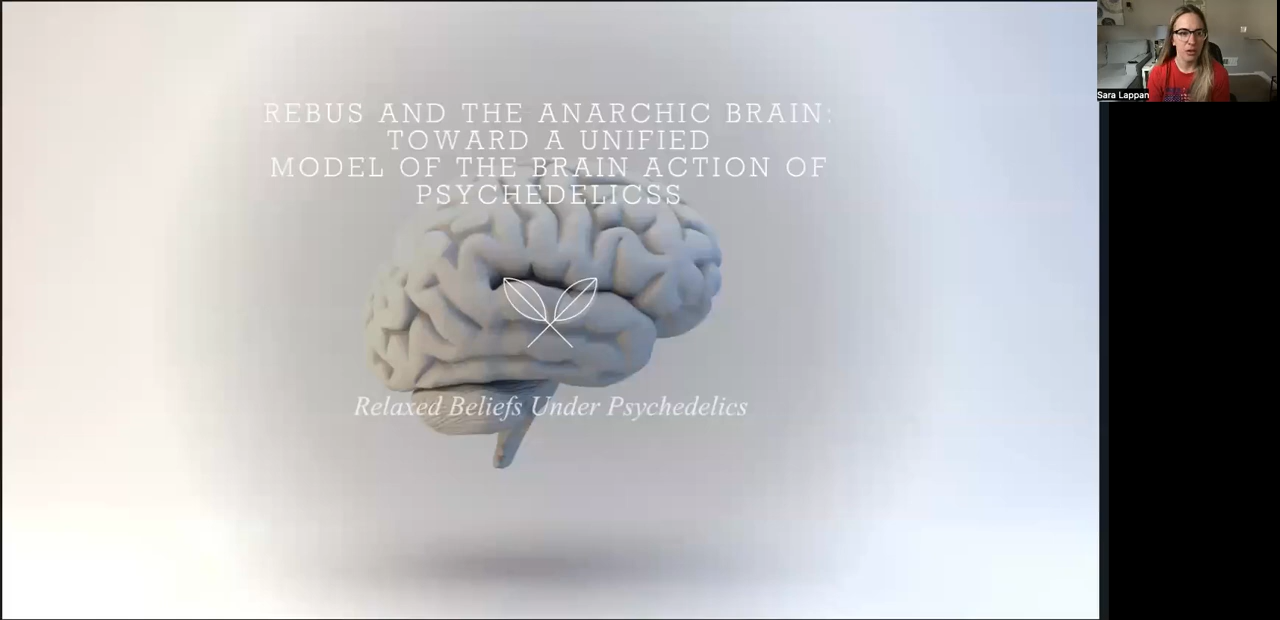 REBUS AND THE ANARCHIC BRAIN:
TOWARD A UNIFIED
MODEL OF THE BRAIN ACTION OF
PSYCHEDELICSS
Relaxed Beliefs Under Psychedelics
Sara Lappan